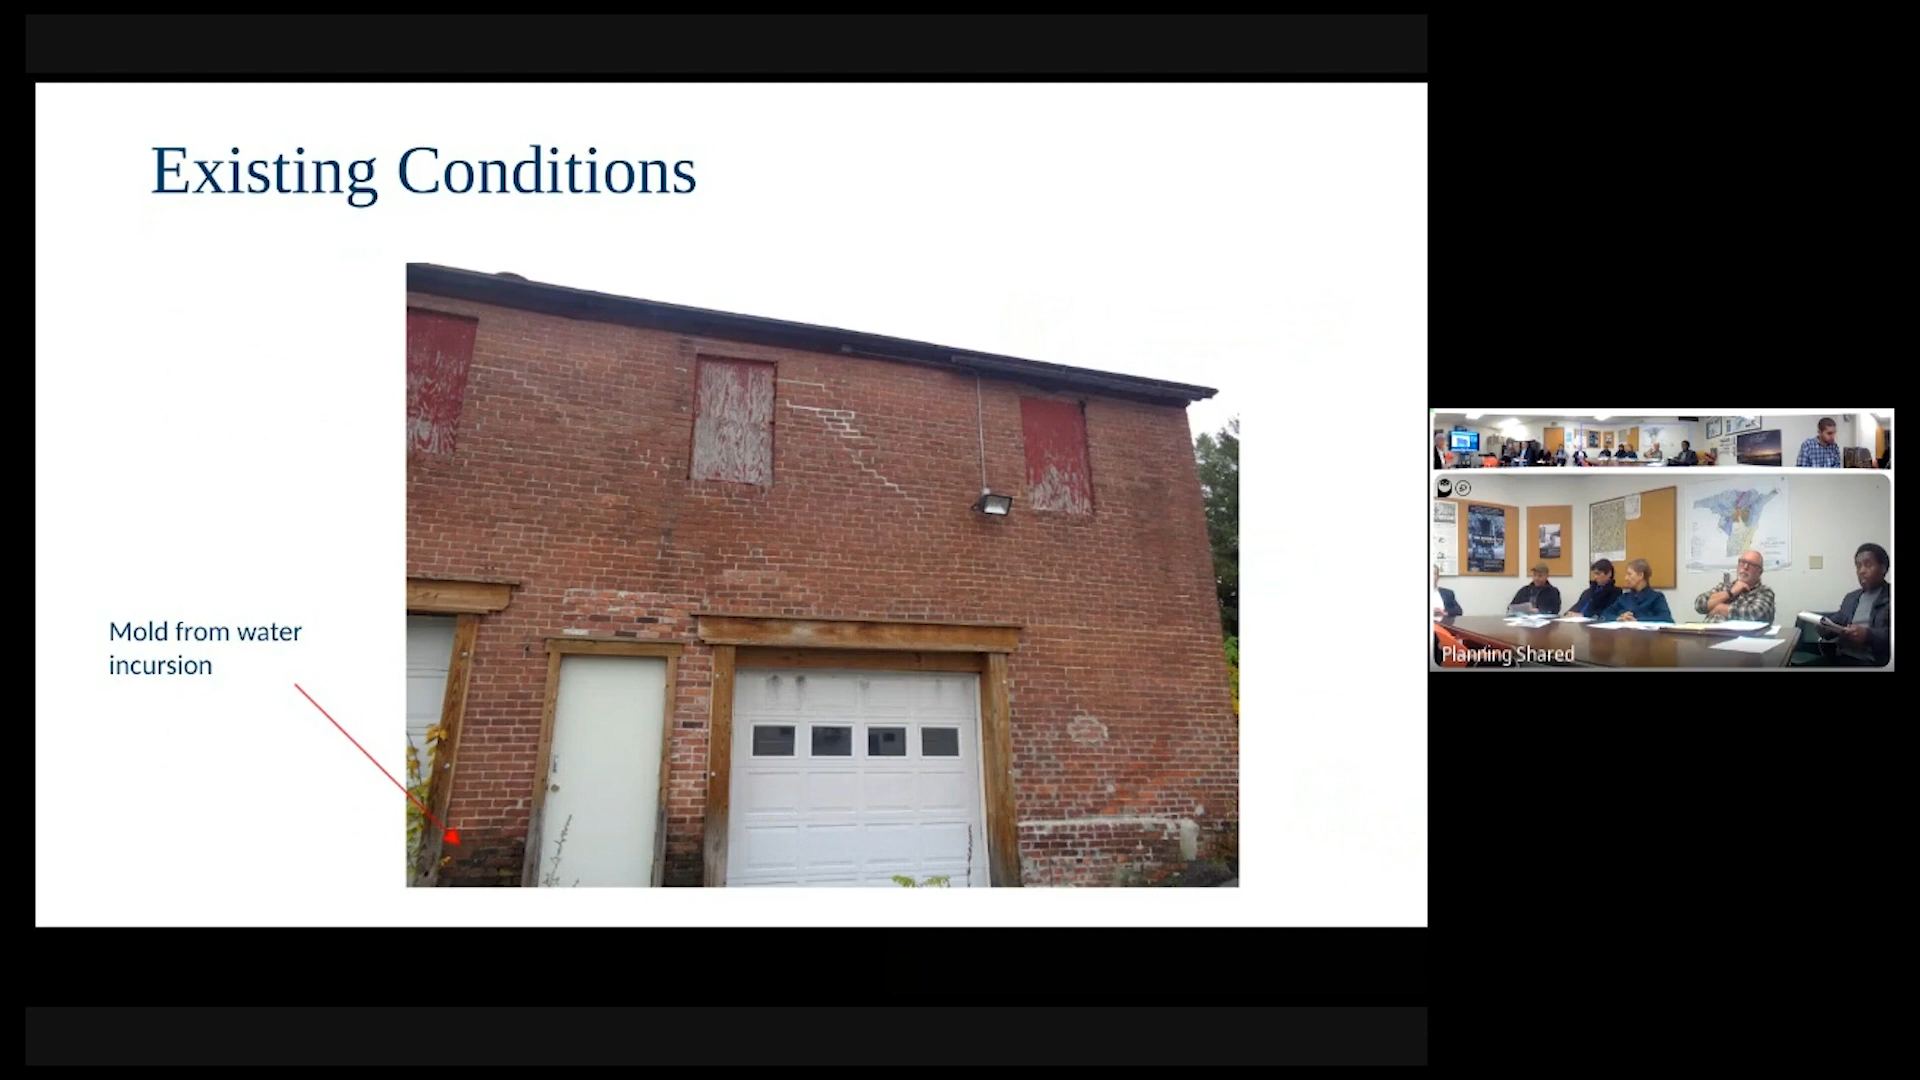 Existing Conditions
Mold from water
incursion
Planning Shared